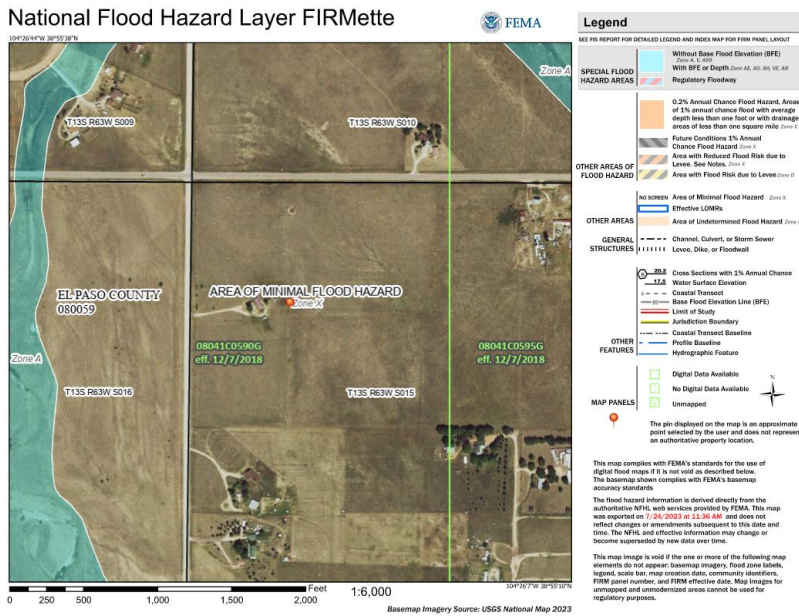 National Flood Hazard Layer FIRMette
FEMA
104°26'44"W 38°55'38"N
Zone A
T13S R63W S009
T13S R63W S010
EL PASO COUNTY
080059
AREA OF MINIMAL FLOOD HAZARD
Zone X
08041C0590G
eff. 12/7/2018
08041C0595G
eff. 12/7/2018
Zone A
T13S R63W S016
T13S R63W S015
104°26'7"W 38°55'10"N
0 250 500 1,000 1,500 2,000 Feet 1:6,000
Basemap Imagery Source: USGS National Map 2023
Legend
SEE FIS REPORT FOR DETAILED LEGEND AND INDEX MAP FOR FIRM PANEL LAYOUT
SPECIAL FLOOD
HAZARD AREAS
Without Base Flood Elevation (BFE)
Zone A, V, A99
With BFE or Depth Zone AE, AO, AH, VE, AR
Regulatory Floodway
OTHER AREAS OF
FLOOD HAZARD
0.2% Annual Chance Flood Hazard, Areas
of 1% annual chance flood with average
depth less than one foot or with drainage
areas of less than one square mile Zone X
Future Conditions 1% Annual
Chance Flood Hazard Zone X
Area with Reduced Flood Risk due to
Levee. See Notes. Zone X
Area with Flood Risk due to Levee Zone D
OTHER AREAS
NO SCREEN Area of Minimal Flood Hazard Zone X
Effective LOMRs
Area of Undetermined Flood Hazard Zone
GENERAL
STRUCTURES
Channel, Culvert, or Storm Sewer
Levee, Dike, or Floodwall
OTHER
FEATURES
20.2 Cross Sections with 1% Annual Chance
17.5 Water Surface Elevation
Coastal Transect
Base Flood Elevation Line (BFE)
Limit of Study
Jurisdiction Boundary
Coastal Transect Baseline
Profile Baseline
Hydrographic Feature
MAP PANELS
Digital Data Available
No Digital Data Available
Unmapped
N
The pin displayed on the map is an approximate
point selected by the user and does not represen
an authoritative property location.
This map complies with FEMA's standards for the use of
digital flood maps if it is not void as described below.
The basemap shown complies with FEMA's basemap
accuracy standards
The flood hazard information is derived directly from the
authoritative NFHL web services provided by FEMA. This map
was exported on 7/24/2023 at 11:36 AM and does not
reflect changes or amendments subsequent to this date and
time. The NFHL and effective information may change or
become superseded by new data over time.
This map image is void if the one or more of the following map
elements do not appear: basemap imagery, flood zone labels,
legend, scale bar, map creation date, community identifiers,
FIRM panel number, and FIRM effective date. Map images for
unmapped and unmodernized areas cannot be used for
regulatory purposes.